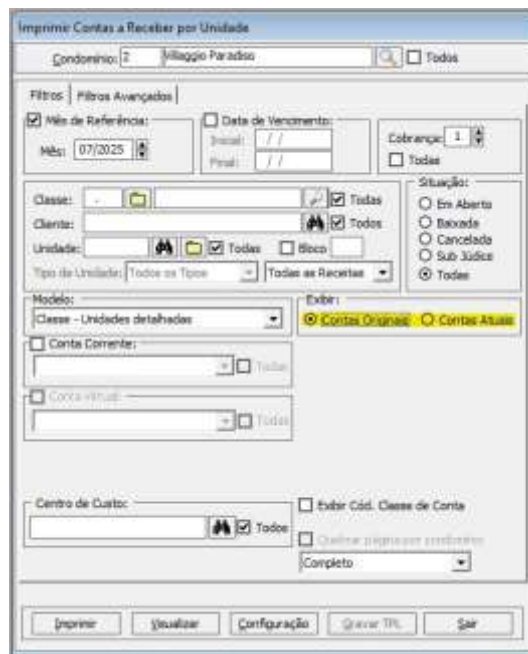 Imprimir Contas a Receber por Unidade
Condomínio: 2 Villaggio Paradiso Todos
Filtros Filtros Avançados
Mês de Referência: Data de Vencimento:
Mês: 07/2025 Inicial: / / Cobrança: 1
Final: / / Todas
Situação:
Classe: . Todas Em Aberto
Cliente: Todos Baixada
Cancelada
Unidade: Todas Bloco Sub Júdice
Tipo de Unidade: Todos os Tipos Todas as Receitas Todas
Modelo: Exibir:
Classe - Unidades detalhadas Contas Originais Contas Atuais
Conta Corrente:
Todas
Conta Virtual:
Todas
Centro de Custo: Exibir Cód. Classe de Conta
Todos
Quebrar página por condomínio
Completo
Imprimir Visualizar Configuração Gravar TPL Sair